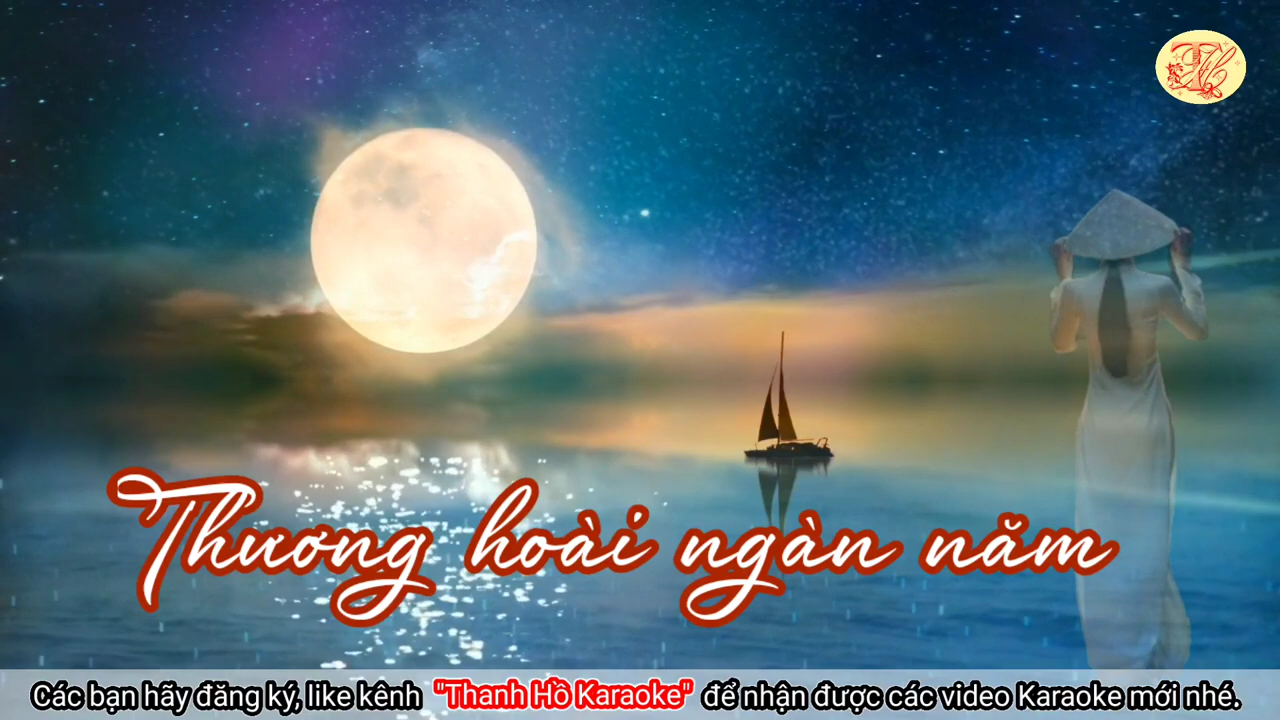 TH
Thương hoài ngàn năm
Các bạn hãy đăng ký, like kênh "Thanh Hồ Karaoke" để nhận được các video Karaoke mới nhé.